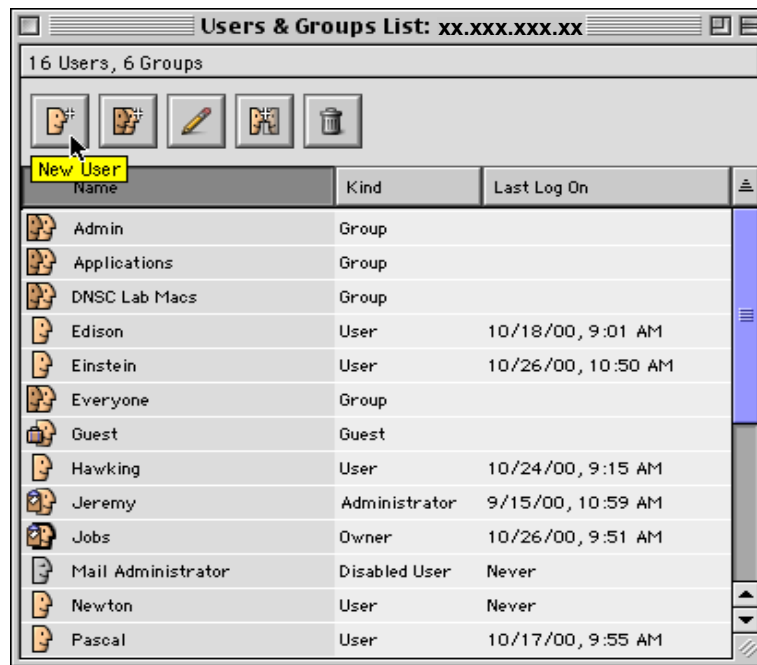 Users & Groups List: xx.xxx.xxx.xx
16 Users, 6 Groups
New User
Name Kind Last Log On
Admin Group
Applications Group
DNSC Lab Macs Group
Edison User 10/18/00, 9:01 AM
Einstein User 10/26/00, 10:50 AM
Everyone Group
Guest Guest
Hawking User 10/24/00, 9:15 AM
Jeremy Administrator 9/15/00, 10:59 AM
Jobs Owner 10/26/00, 9:51 AM
Mail Administrator Disabled User Never
Newton User Never
Pascal User 10/17/00, 9:55 AM